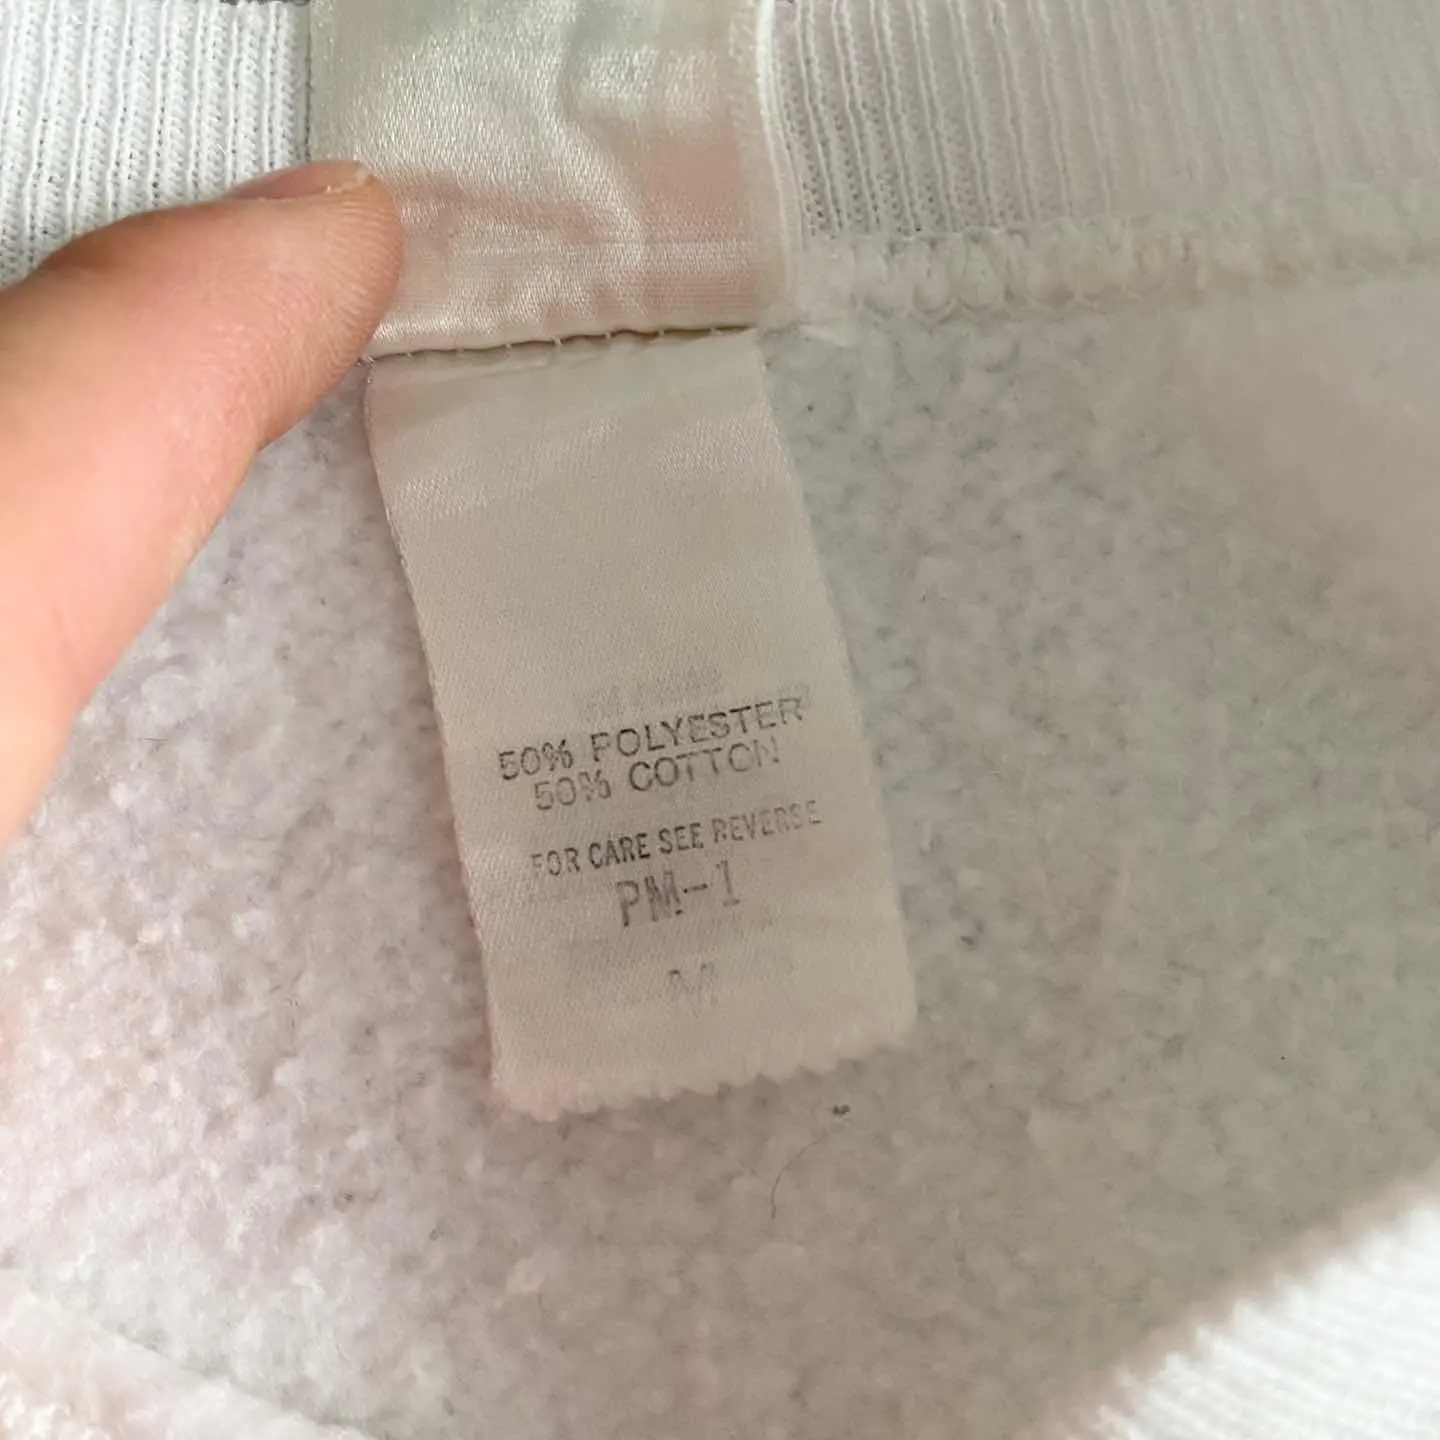 50% POLYESTER
50% COTTON
FOR CARE SEE REVERSE
PM-1
M